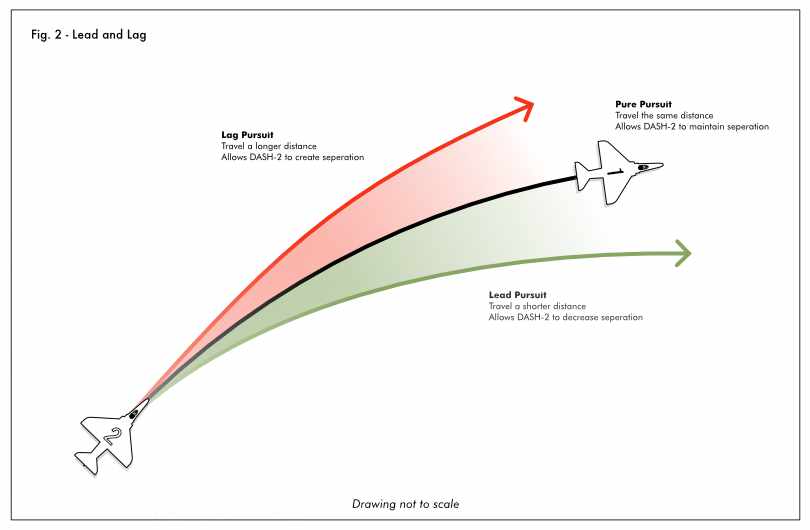 Fig. 2 - Lead and Lag
Pure Pursuit
Travel the same distance
Allows DASH-2 to maintain seperation
Lag Pursuit
Travel a longer distance
Allows DASH-2 to create seperation
1
Lead Pursuit
Travel a shorter distance
Allows DASH-2 to decrease seperation
2
Drawing not to scale